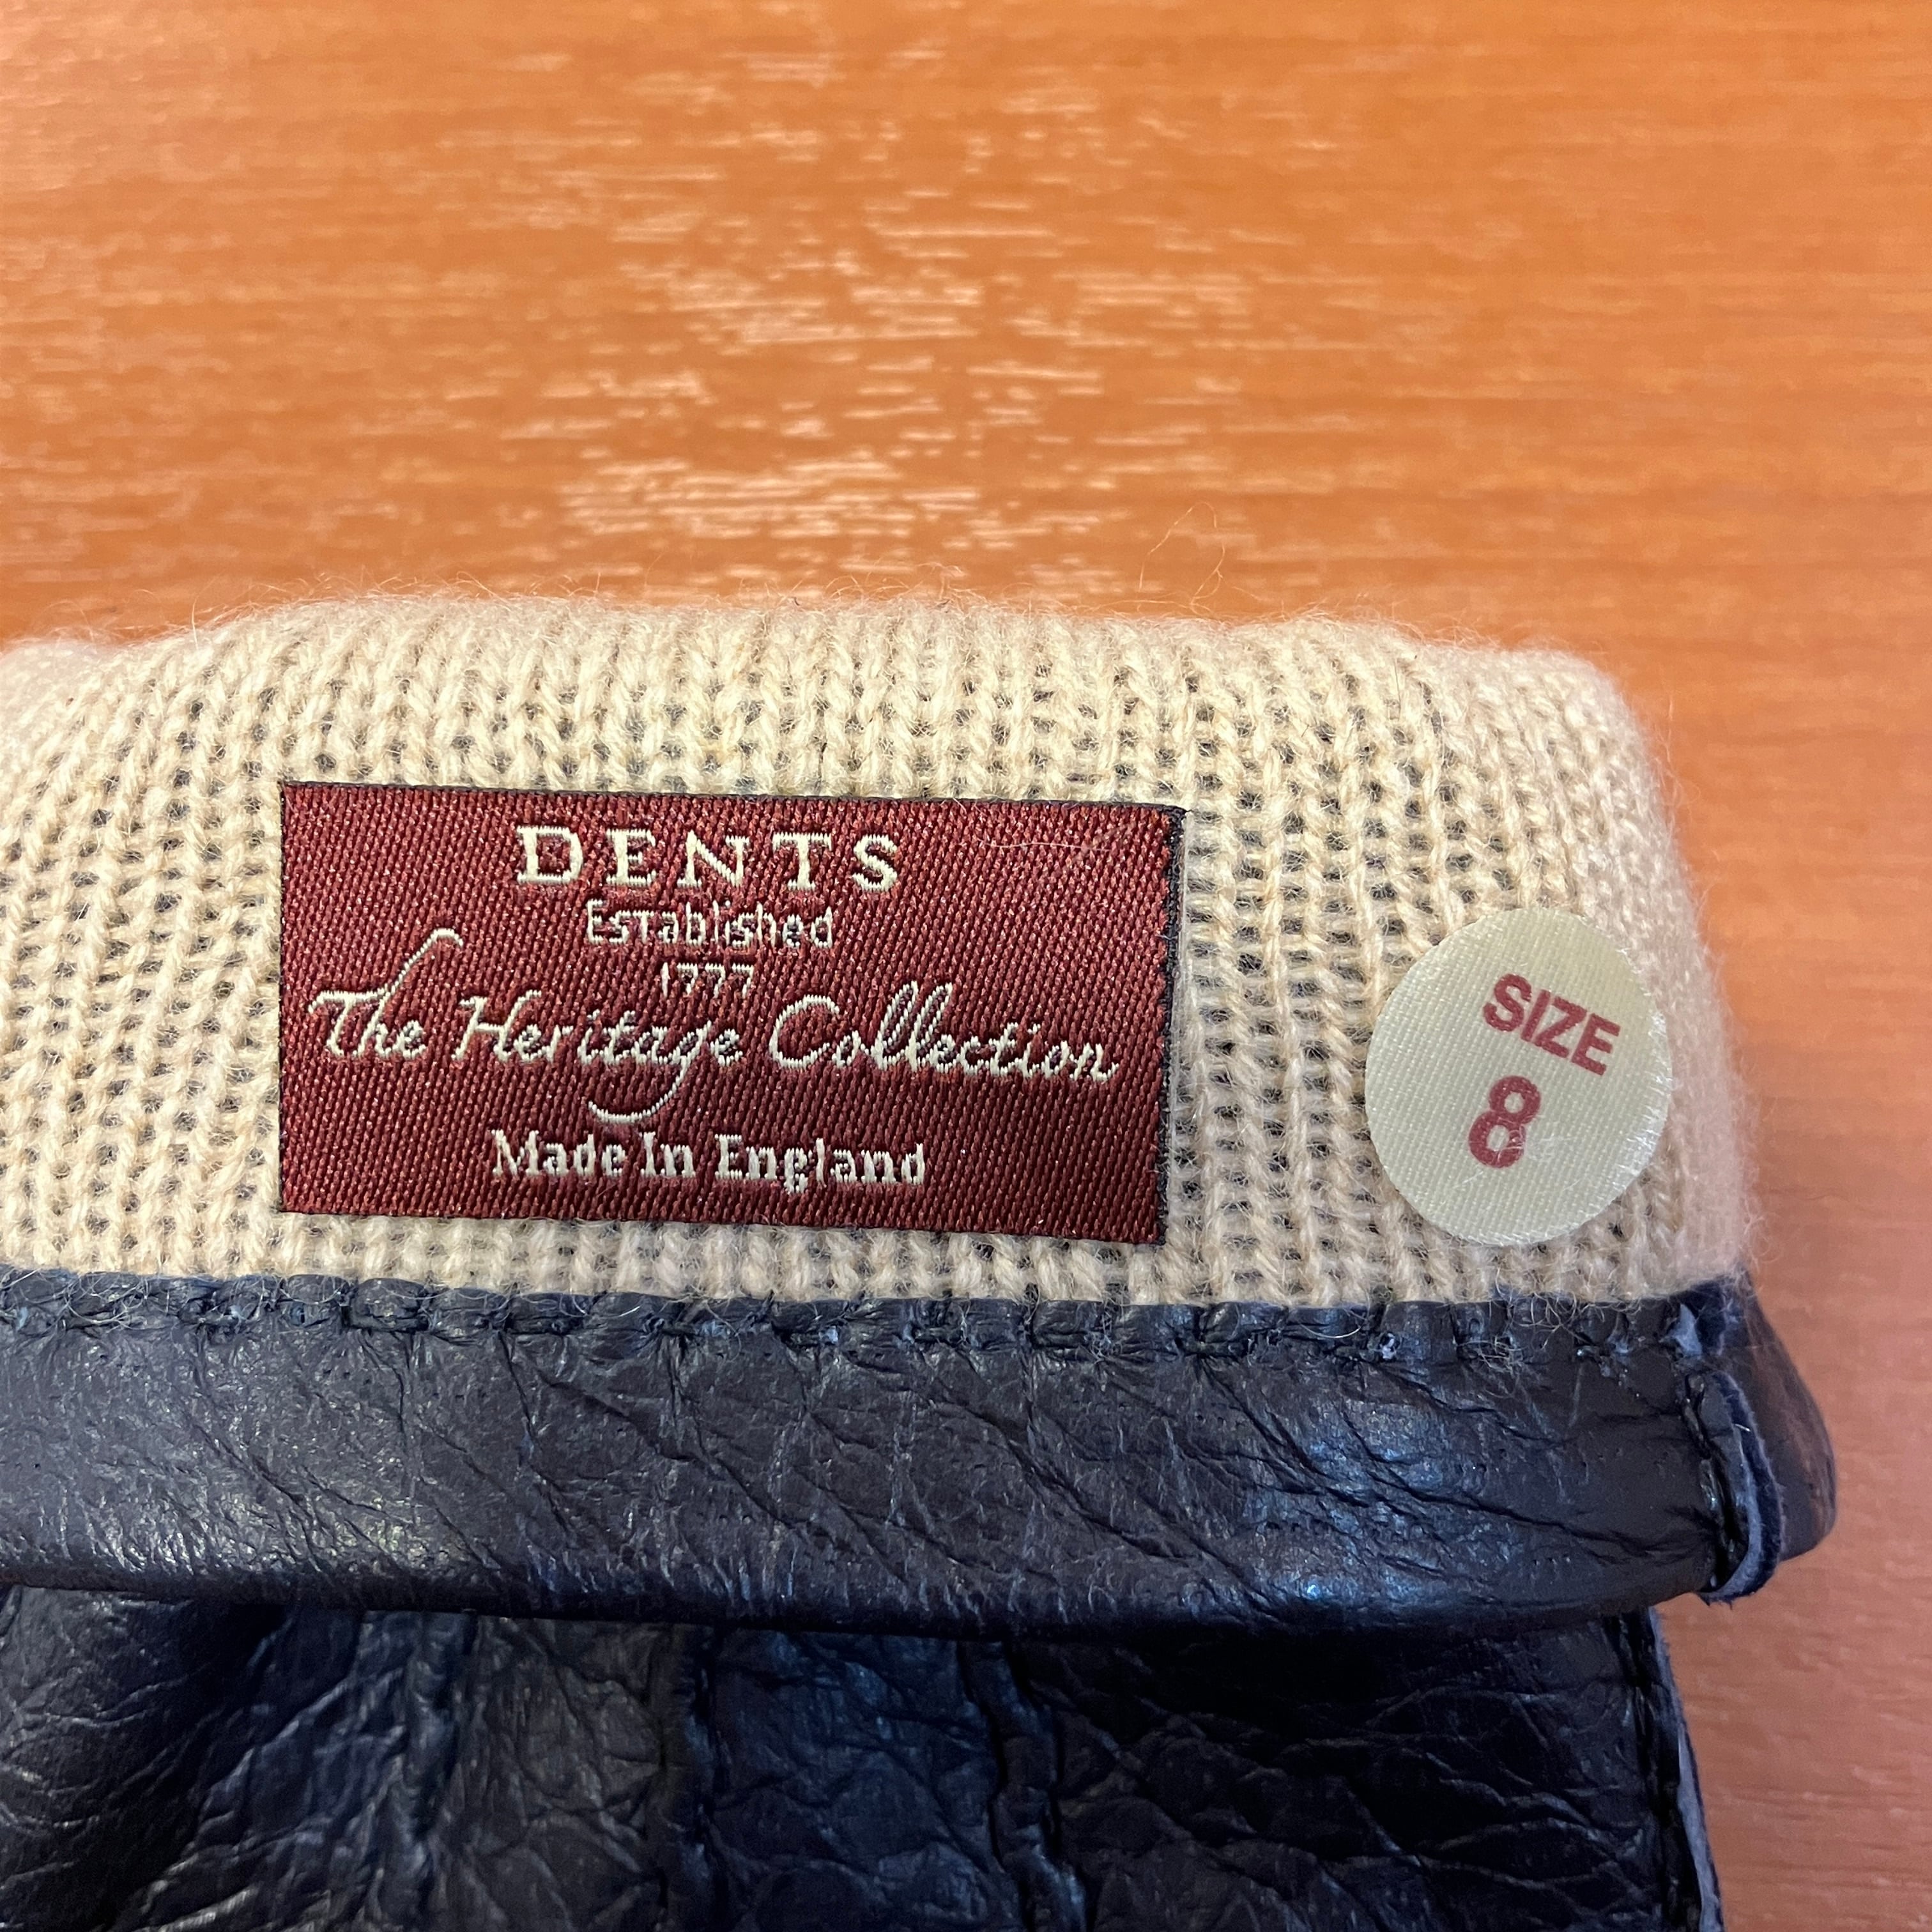 DENTS
Established
1777
The Heritage Collection
Made In England
SIZE
8